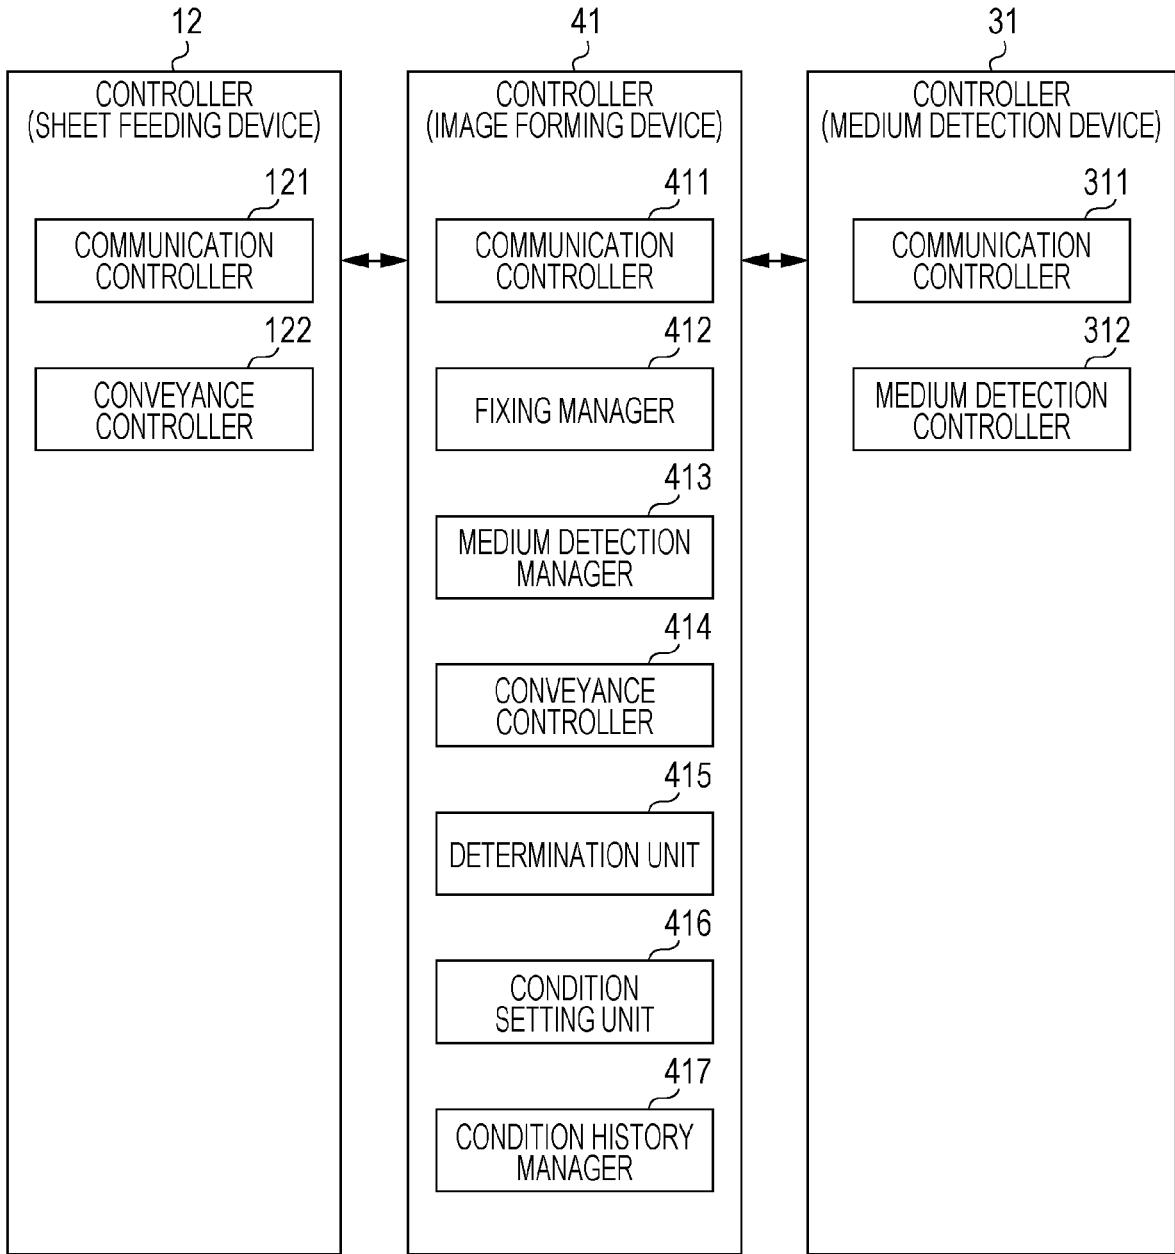 12
CONTROLLER
(SHEET FEEDING DEVICE)
121
COMMUNICATION
CONTROLLER
122
CONVEYANCE
CONTROLLER
41
CONTROLLER
(IMAGE FORMING DEVICE)
411
COMMUNICATION
CONTROLLER
412
FIXING MANAGER
413
MEDIUM DETECTION
MANAGER
414
CONVEYANCE
CONTROLLER
415
DETERMINATION UNIT
416
CONDITION
SETTING UNIT
417
CONDITION HISTORY
MANAGER
31
CONTROLLER
(MEDIUM DETECTION DEVICE)
311
COMMUNICATION
CONTROLLER
312
MEDIUM DETECTION
CONTROLLER